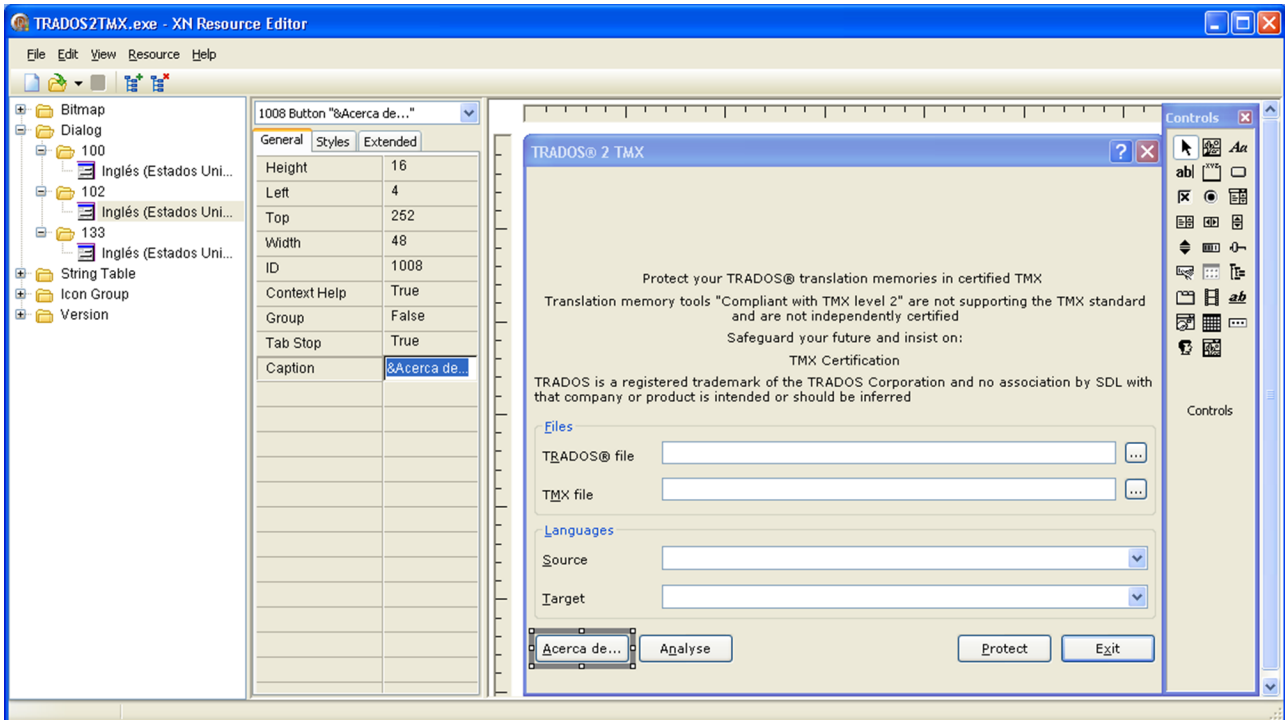 TRADOS2TMX.exe - XN Resource Editor
File Edit View Resource Help
Bitmap
Dialog
100
Inglés (Estados Uni...
102
Inglés (Estados Uni...
133
Inglés (Estados Uni...
String Table
Icon Group
Version
1008 Button "&Acerca de..."
General Styles Extended
Height 16
Left 4
Top 252
Width 48
ID 1008
Context Help True
Group False
Tab Stop True
Caption &Acerca de...
TRADOS® 2 TMX
Protect your TRADOS® translation memories in certified TMX
Translation memory tools "Compliant with TMX level 2" are not supporting the TMX standard
and are not independently certified
Safeguard your future and insist on:
TMX Certification
TRADOS is a registered trademark of the TRADOS Corporation and no association by SDL with
that company or product is intended or should be inferred
Files
TRADOS® file
...
TMX file
...
Languages
Source
Target
Acerca de... Analyse Protect Exit
Controls
Aa
ab|
XYZ
ab
Controls